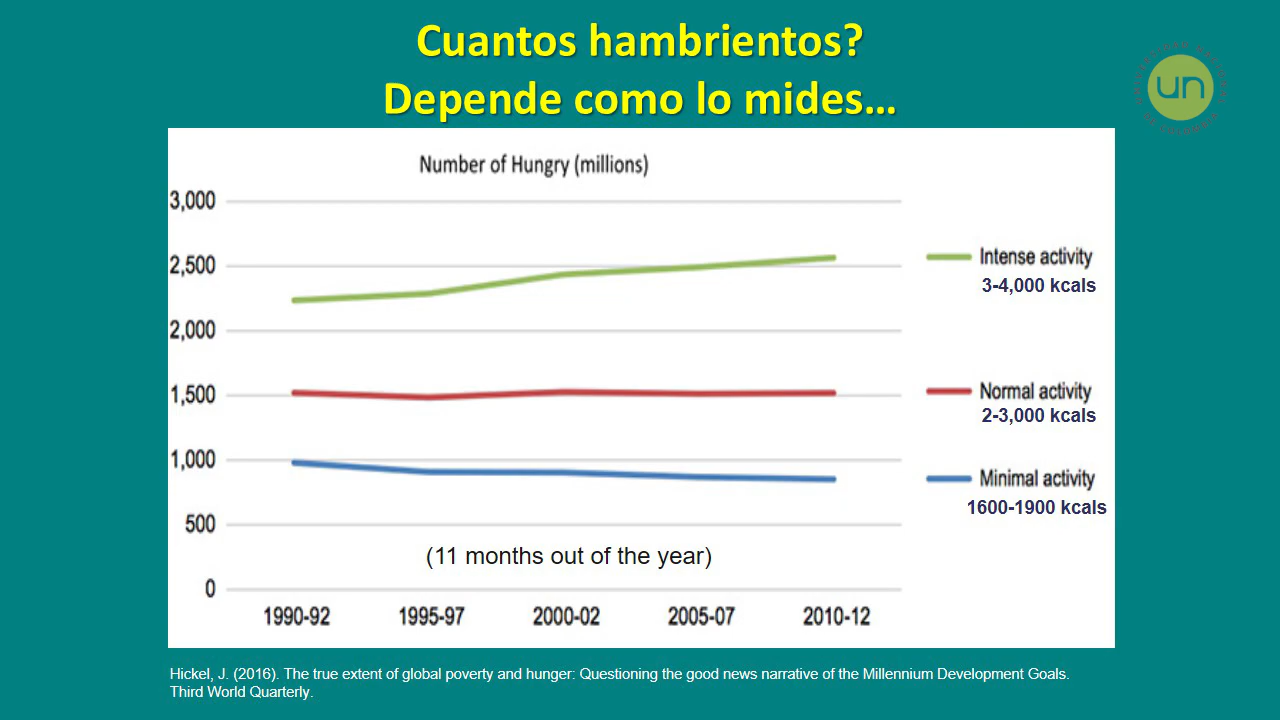 Cuantos hambrientos?
Depende como lo mides…
un
Number of Hungry (millions)
3,000
2,500
2,000
1,500
1,000
500
0
1990-92 1995-97 2000-02 2005-07 2010-12
(11 months out of the year)
Intense activity
3-4,000 kcals
Normal activity
2-3,000 kcals
Minimal activity
1600-1900 kcals
Hickel, J. (2016). The true extent of global poverty and hunger: Questioning the good news narrative of the Millennium Development Goals.
Third World Quarterly.